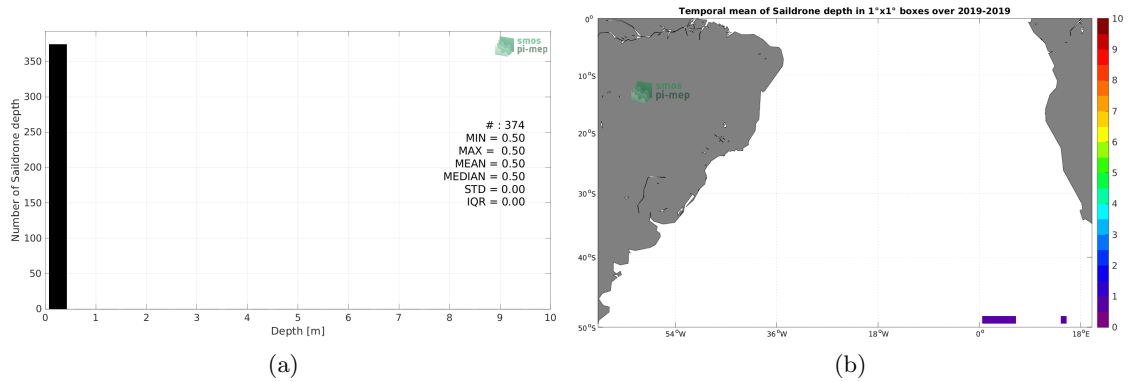 smos
pi-mep
Number of Saildrone depth
350
300
250
200
150
100
50
0
# : 374
MIN = 0.50
MAX = 0.50
MEAN = 0.50
MEDIAN = 0.50
STD = 0.00
IQR = 0.00
0 1 2 3 4 5 6 7 8 9 10
Depth [m]
(a)
Temporal mean of Saildrone depth in 1°x1° boxes over 2019-2019
smos
pi-mep
0°
10°S
20°S
30°S
40°S
50°S
54°W 36°W 18°W 0° 18°E
10
9
8
7
6
5
4
3
2
1
0
(b)